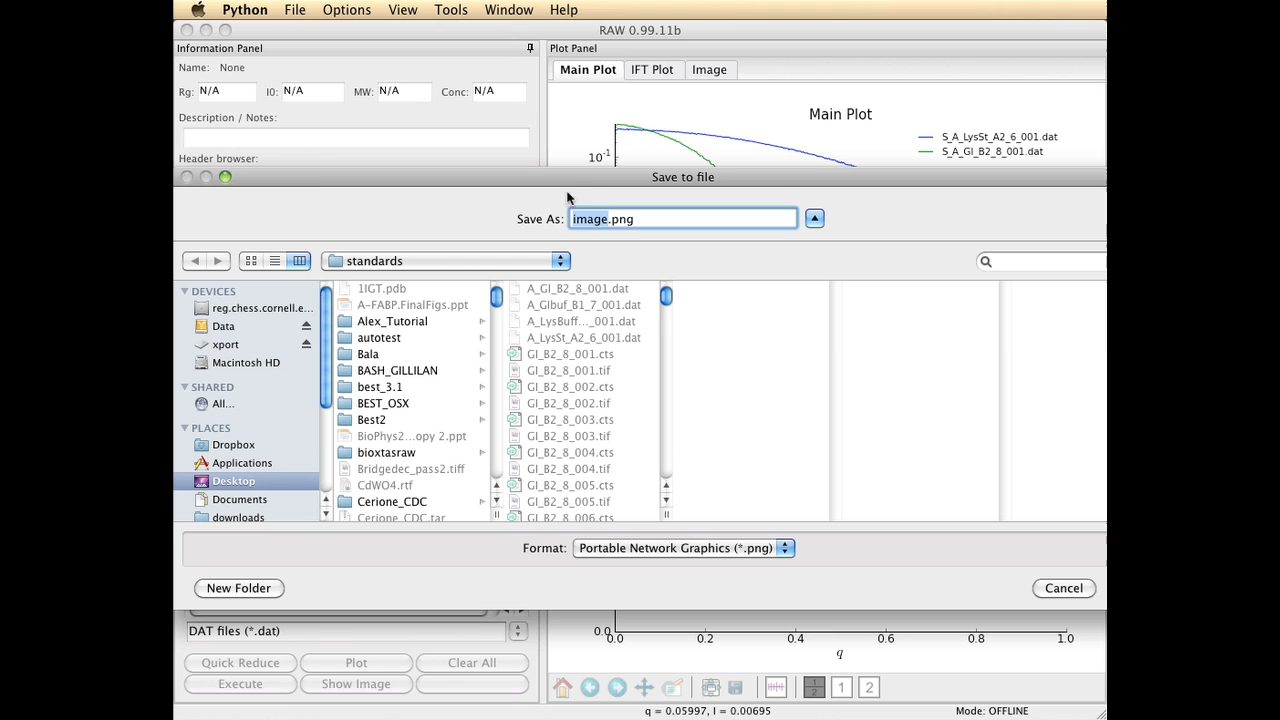 Python File Options View Tools Window Help
RAW 0.99.11b
Information Panel
Plot Panel
Name: None
Main Plot IFT Plot Image
Rg: N/A I0: N/A MW: N/A Conc: N/A
Description / Notes:
Main Plot
S_A_LysSt_A2_6_001.dat
S_A_GI_B2_8_001.dat
10-1
Header browser:
Save to file
Save As: image.png
standards
DEVICES
reg.chess.cornell.e...
Data
xport
Macintosh HD
SHARED
All...
PLACES
Dropbox
Applications
Desktop
Documents
downloads
1IGT.pdb
A-FABP.FinalFigs.ppt
Alex_Tutorial
autotest
Bala
BASH_GILLILAN
best_3.1
BEST_OSX
Best2
BioPhys2...opy 2.ppt
bioxtasraw
Bridgedec_pass2.tiff
CdWO4.rtf
Cerione_CDC
Cerione_CDC.tar
A_GI_B2_8_001.dat
A_GIbuf_B1_7_001.dat
A_LysBuff..._001.dat
A_LysSt_A2_6_001.dat
GI_B2_8_001.cts
GI_B2_8_001.tif
GI_B2_8_002.cts
GI_B2_8_002.tif
GI_B2_8_003.cts
GI_B2_8_003.tif
GI_B2_8_004.cts
GI_B2_8_004.tif
GI_B2_8_005.cts
GI_B2_8_005.tif
GI_B2_8_006.cts
Format: Portable Network Graphics (*.png)
New Folder
Cancel
DAT files (*.dat)
Quick Reduce Plot Clear All
Execute Show Image
0.0
0.0 0.2 0.4 0.6 0.8 1.0
q
1
2
1 2
q = 0.05997, I = 0.00695
Mode: OFFLINE